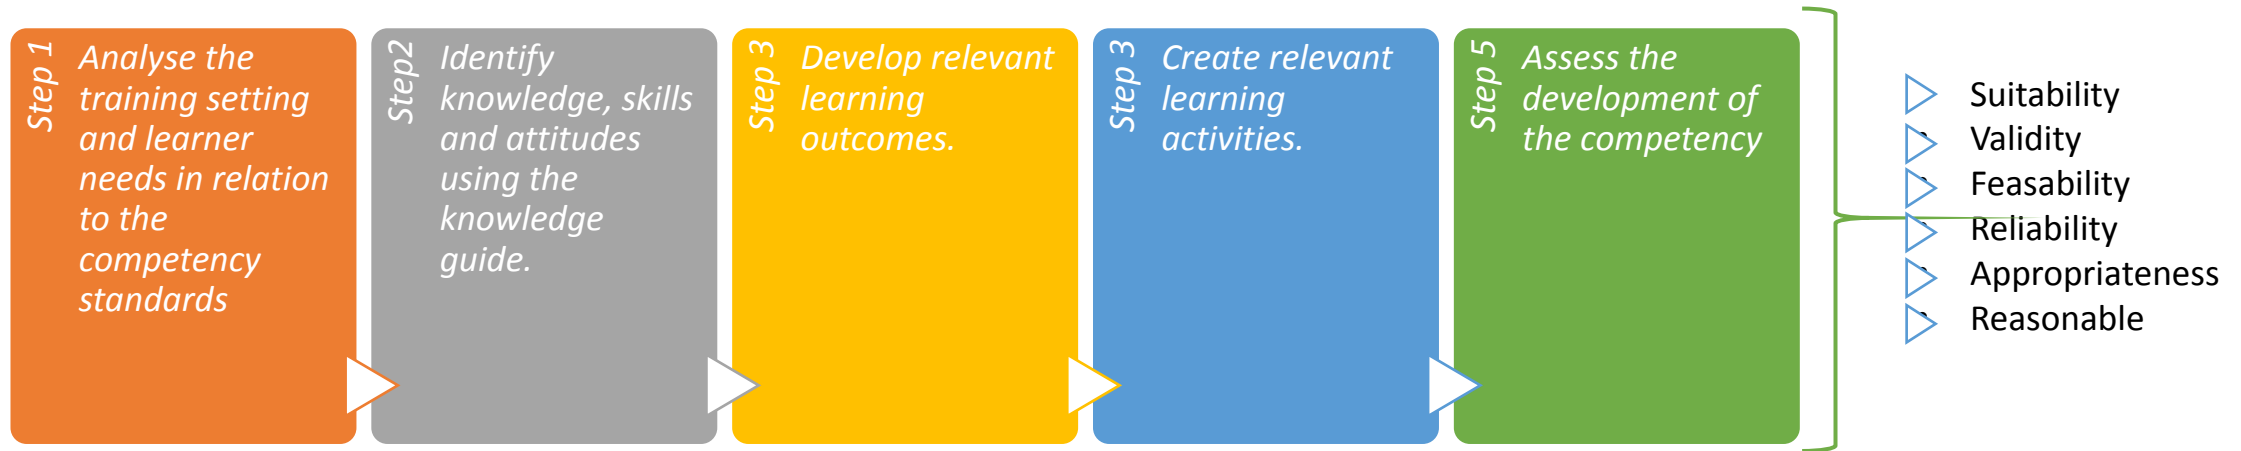 Step 1
Analyse the
training setting
and learner
needs in relation
to the
competency
standards
Step2
Identify
knowledge, skills
and attitudes
using the
knowledge
guide.
Step 3
Develop relevant
learning
outcomes.
Step 3
Create relevant
learning
activities.
Step 5
Assess the
development of
the competency
Suitability
Validity
Feasability
Reliability
Appropriateness
Reasonable